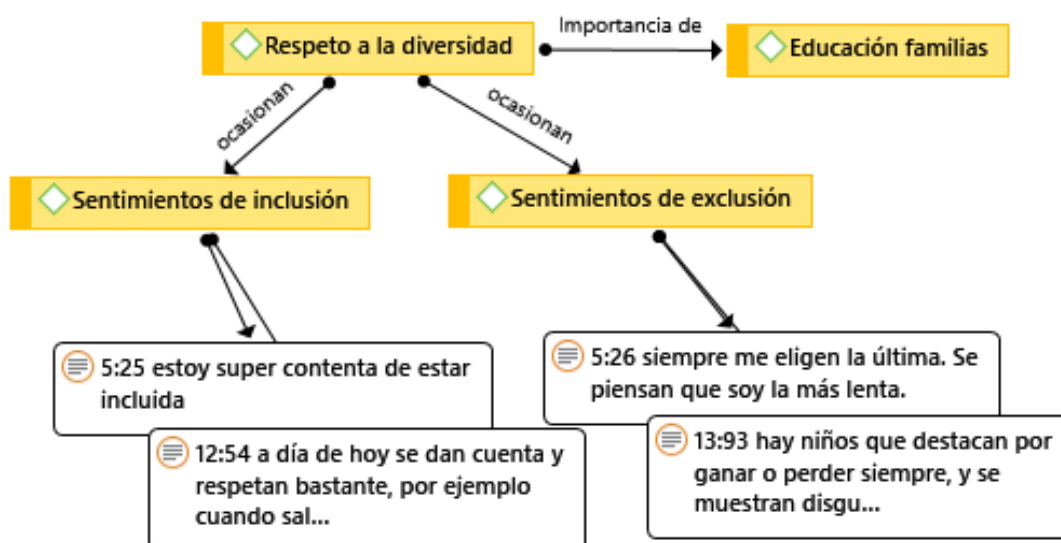 Respeto a la diversidad
Importancia de
Educación familias
ocasionan
ocasionan
Sentimientos de inclusión
Sentimientos de exclusión
5:25 estoy super contenta de estar
incluida
12:54 a día de hoy se dan cuenta y
respetan bastante, por ejemplo
cuando sal...
5:26 siempre me eligen la última. Se
piensan que soy la más lenta.
13:93 hay niños que destacan por
ganar o perder siempre, y se
muestran disgu...